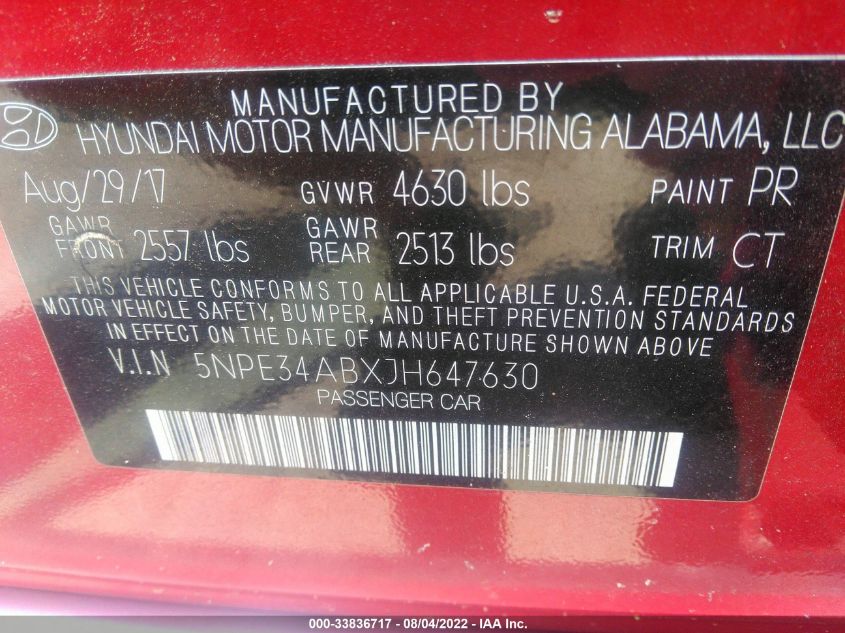 MANUFACTURED BY
HYUNDAI MOTOR MANUFACTURING ALABAMA, LLC
Aug/29/17 GVWR 4630 lbs PAINT PR
GAWR FRONT 2557 lbs GAWR REAR 2513 lbs TRIM CT
THIS VEHICLE CONFORMS TO ALL APPLICABLE U.S.A. FEDERAL
MOTOR VEHICLE SAFETY, BUMPER, AND THEFT PREVENTION STANDARDS
IN EFFECT ON THE DATE OF MANUFACTURE SHOWN ABOVE
V.I.N 5NPE34ABXJH647630
PASSENGER CAR
000-33836717 - 08/04/2022 - IAA Inc.